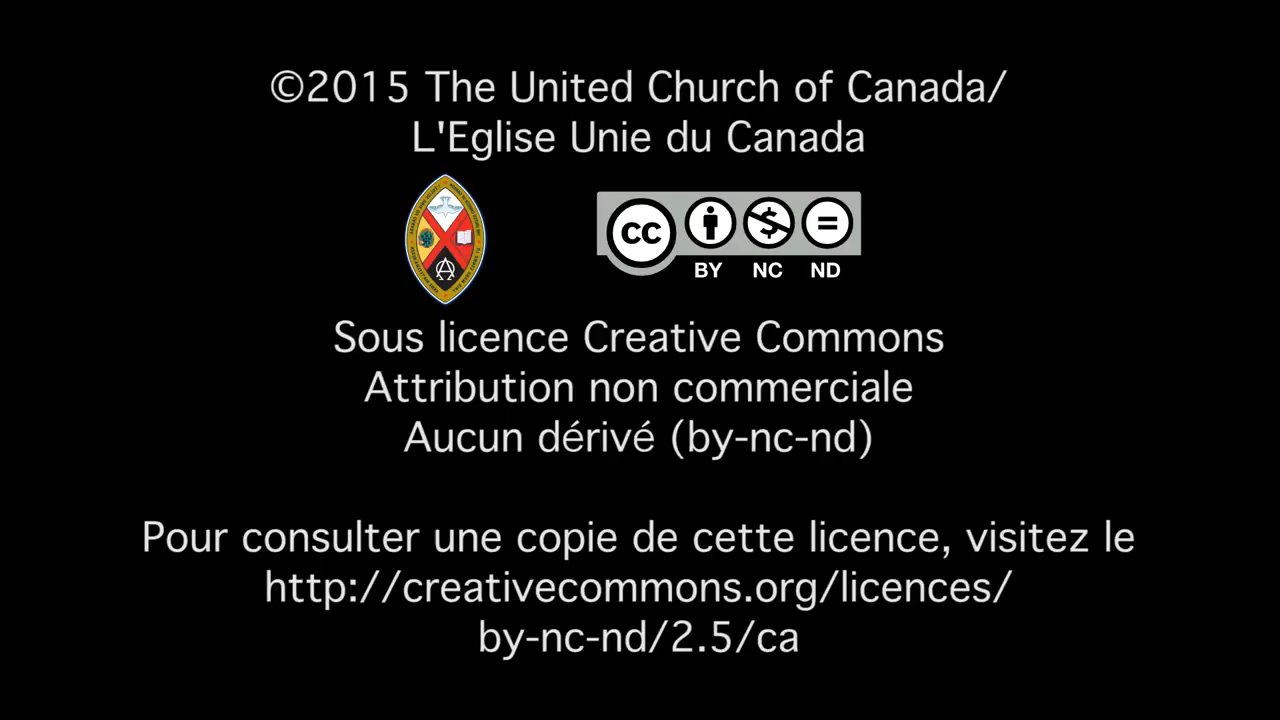 ©2015 The United Church of Canada/
L'Eglise Unie du Canada
cc
BY NC ND
Sous licence Creative Commons
Attribution non commerciale
Aucun dérivé (by-nc-nd)
Pour consulter une copie de cette licence, visitez le
http://creativecommons.org/licences/
by-nc-nd/2.5/ca